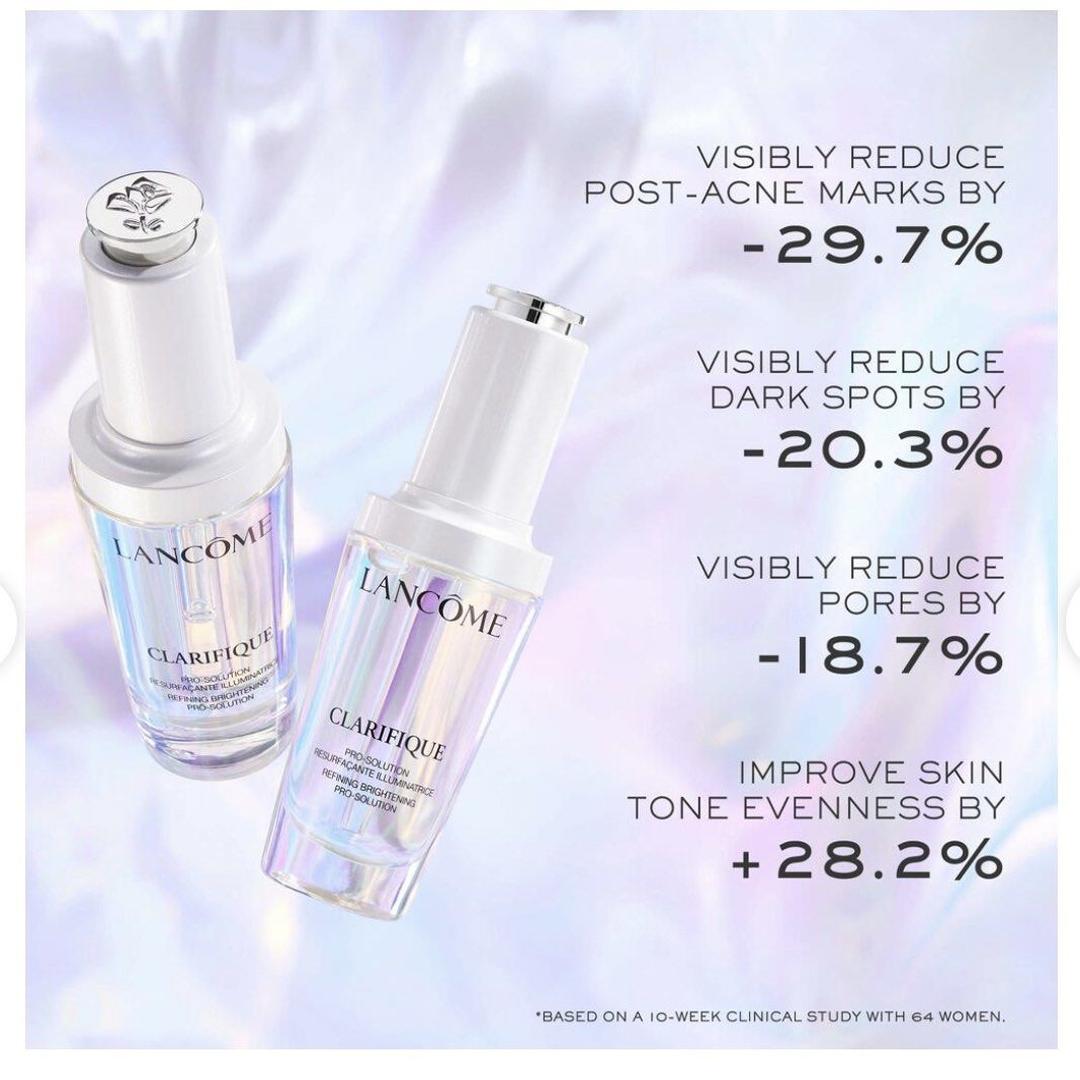 VISIBLY REDUCE
POST-ACNE MARKS BY
-29.7%
VISIBLY REDUCE
DARK SPOTS BY
-20.3%
VISIBLY REDUCE
PORES BY
-18.7%
IMPROVE SKIN
TONE EVENNESS BY
+28.2%
LANCÔME
CLARIFIQUE
PRO-SOLUTION
RESURFAÇANTE ILLUMINATRICE
REFINING BRIGHTENING
PRO-SOLUTION
LANCÔME
CLARIFIQUE
PRO-SOLUTION
RESURFAÇANTE ILLUMINATRICE
REFINING BRIGHTENING
PRO-SOLUTION
*BASED ON A 10-WEEK CLINICAL STUDY WITH 64 WOMEN.